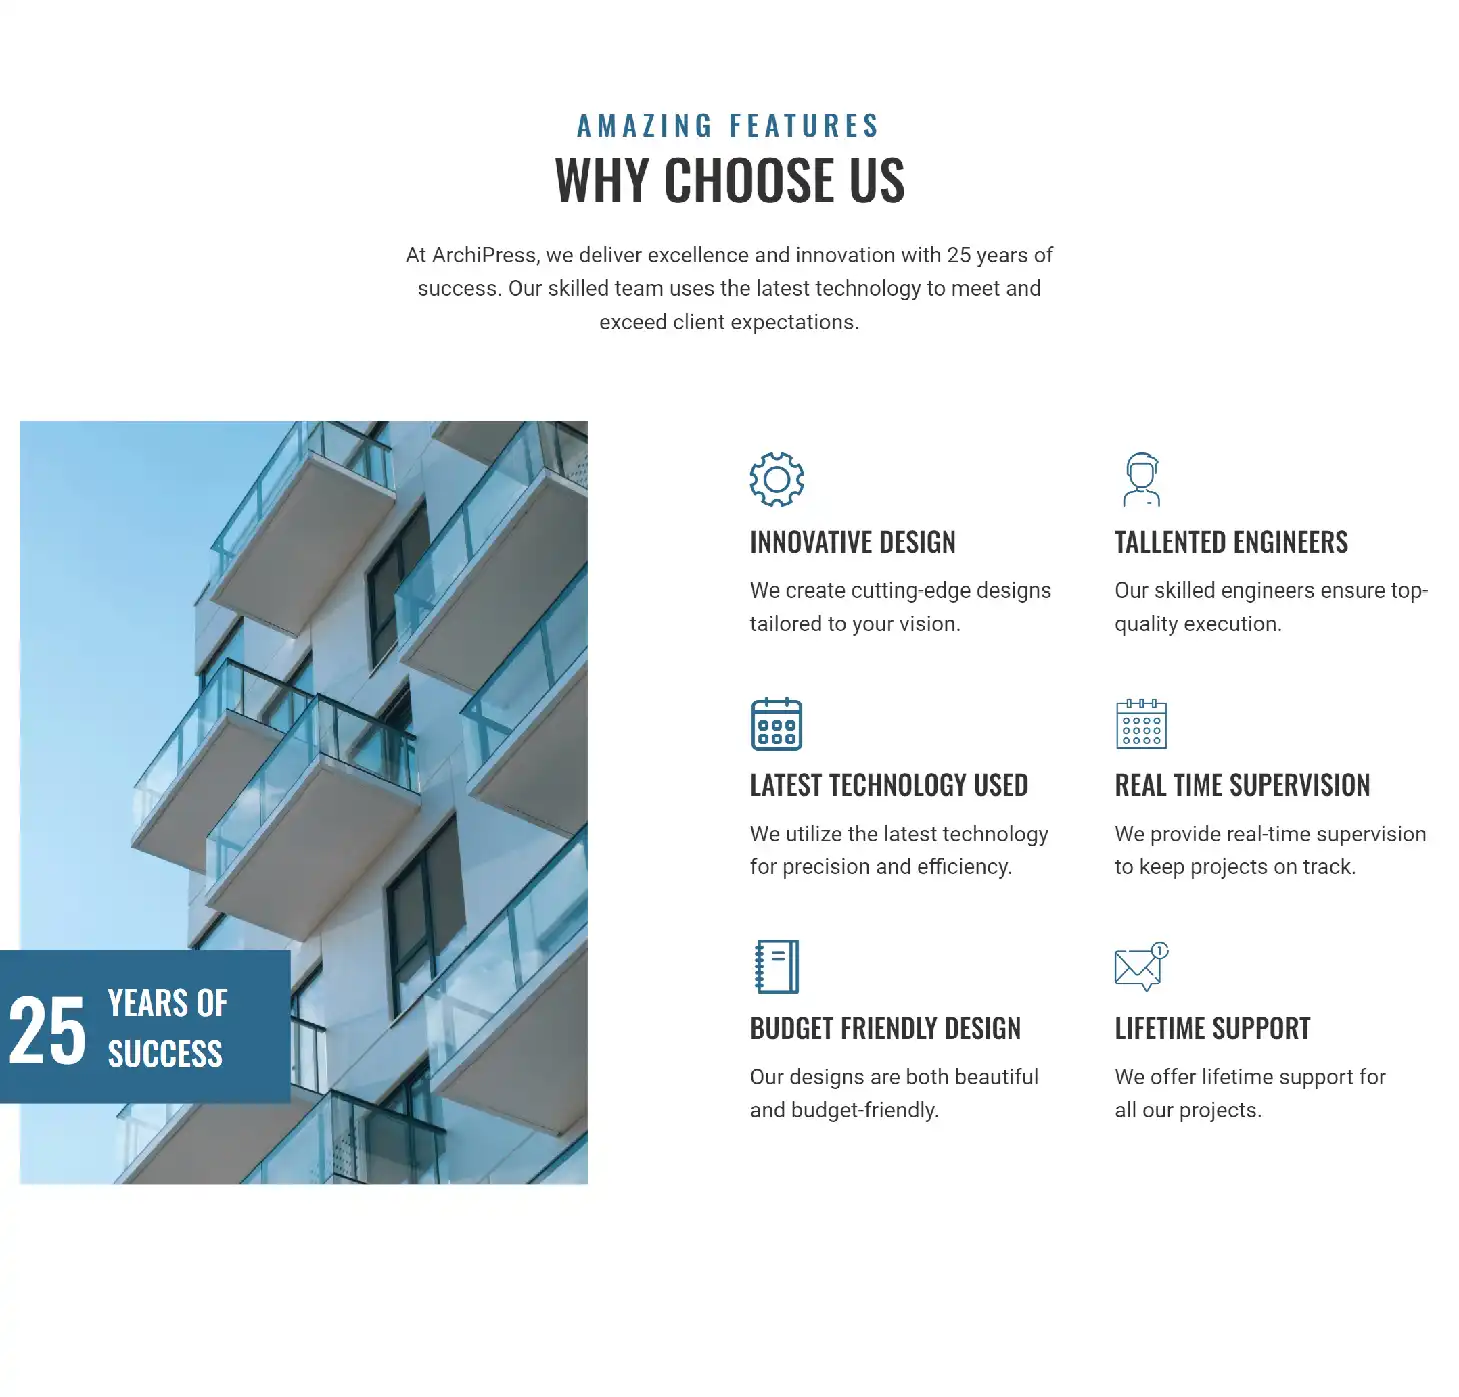 AMAZING FEATURES
WHY CHOOSE US
At ArchiPress, we deliver excellence and innovation with 25 years of
success. Our skilled team uses the latest technology to meet and
exceed client expectations.
25
YEARS OF
SUCCESS
INNOVATIVE DESIGN
We create cutting-edge designs
tailored to your vision.
TALLENTED ENGINEERS
Our skilled engineers ensure top-
quality execution.
LATEST TECHNOLOGY USED
We utilize the latest technology
for precision and efficiency.
REAL TIME SUPERVISION
We provide real-time supervision
to keep projects on track.
BUDGET FRIENDLY DESIGN
Our designs are both beautiful
and budget-friendly.
1
LIFETIME SUPPORT
We offer lifetime support for
all our projects.